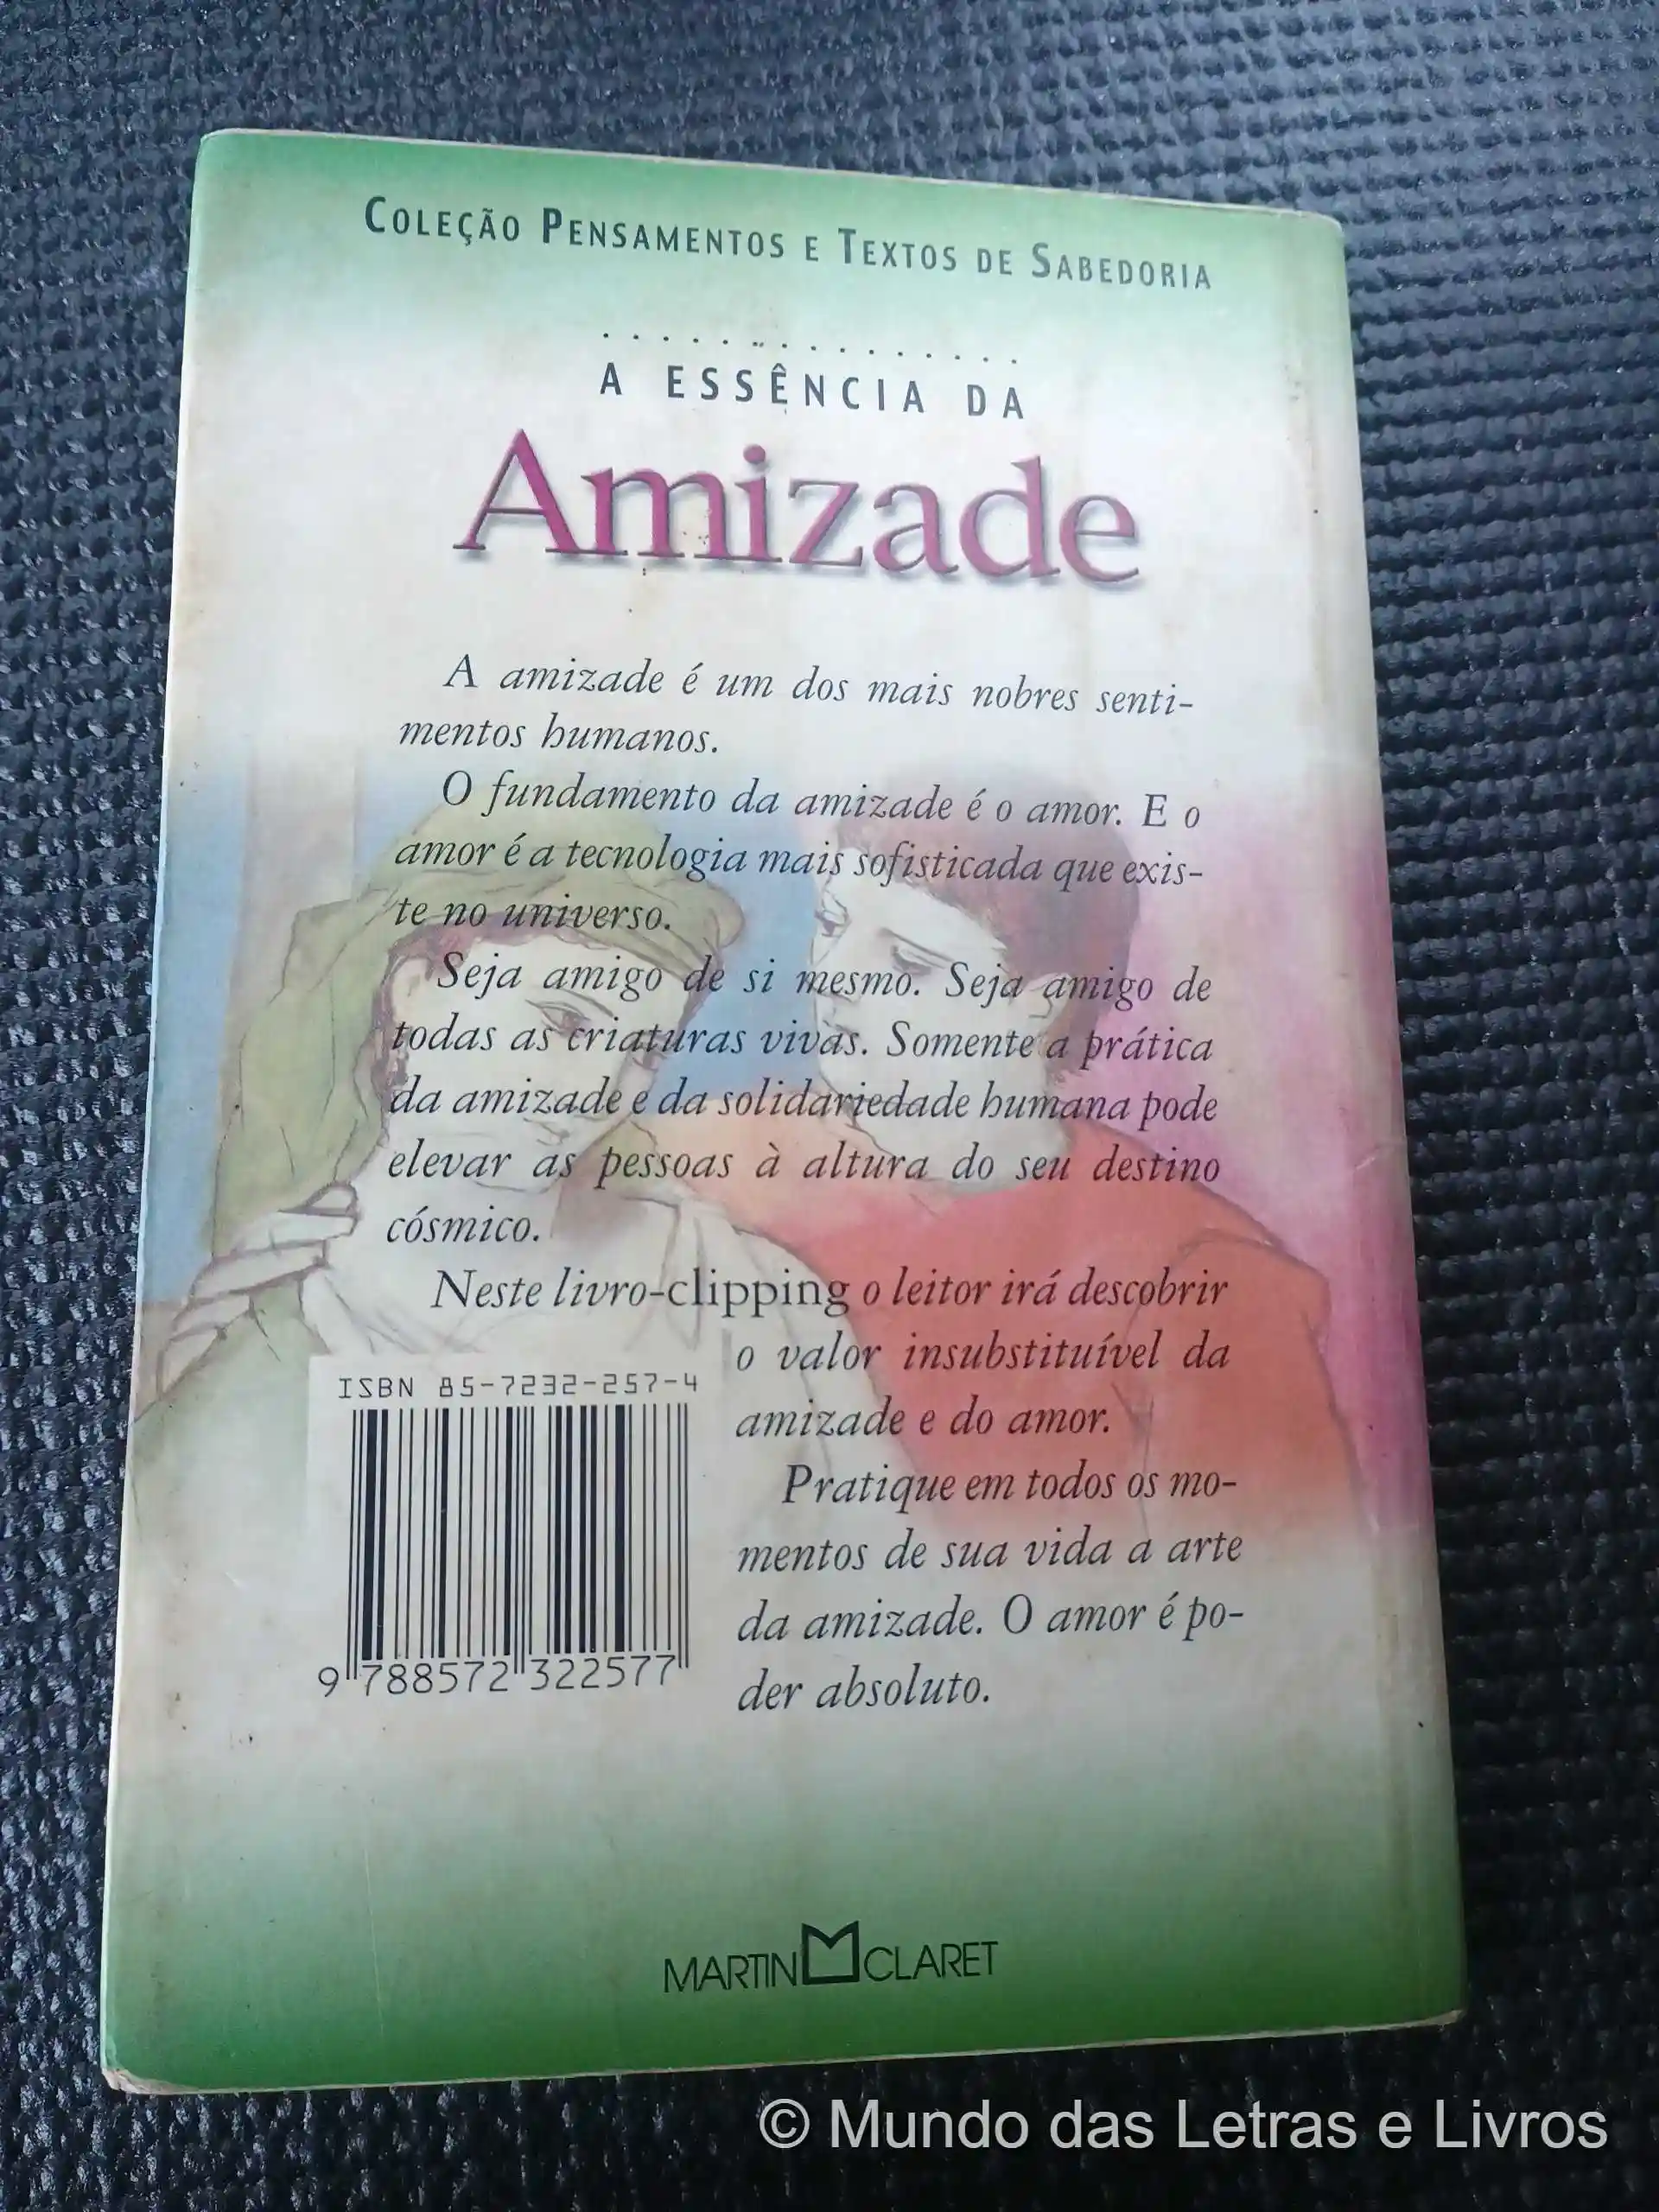 COLEÇÃO PENSAMENTOS E TEXTOS DE SABEDORIA
A ESSÊNCIA DA
Amizade
A amizade é um dos mais nobres senti-
mentos humanos.
O fundamento da amizade é o amor. E o
amor é a tecnologia mais sofisticada que exis-
te no universo.
Seja amigo de si mesmo. Seja amigo de
todas as criaturas vivas. Somente a prática
da amizade e da solidariedade humana pode
elevar as pessoas à altura do seu destino
cósmico.
Neste livro-clipping o leitor irá descobrir
o valor insubstituível da
amizade e do amor.
Pratique em todos os mo-
mentos de sua vida a arte
da amizade. O amor é po-
der absoluto.
ISBN 85-7232-257-4
9 788572 322577
MARTIN CLARET
© Mundo das Letras e Livros